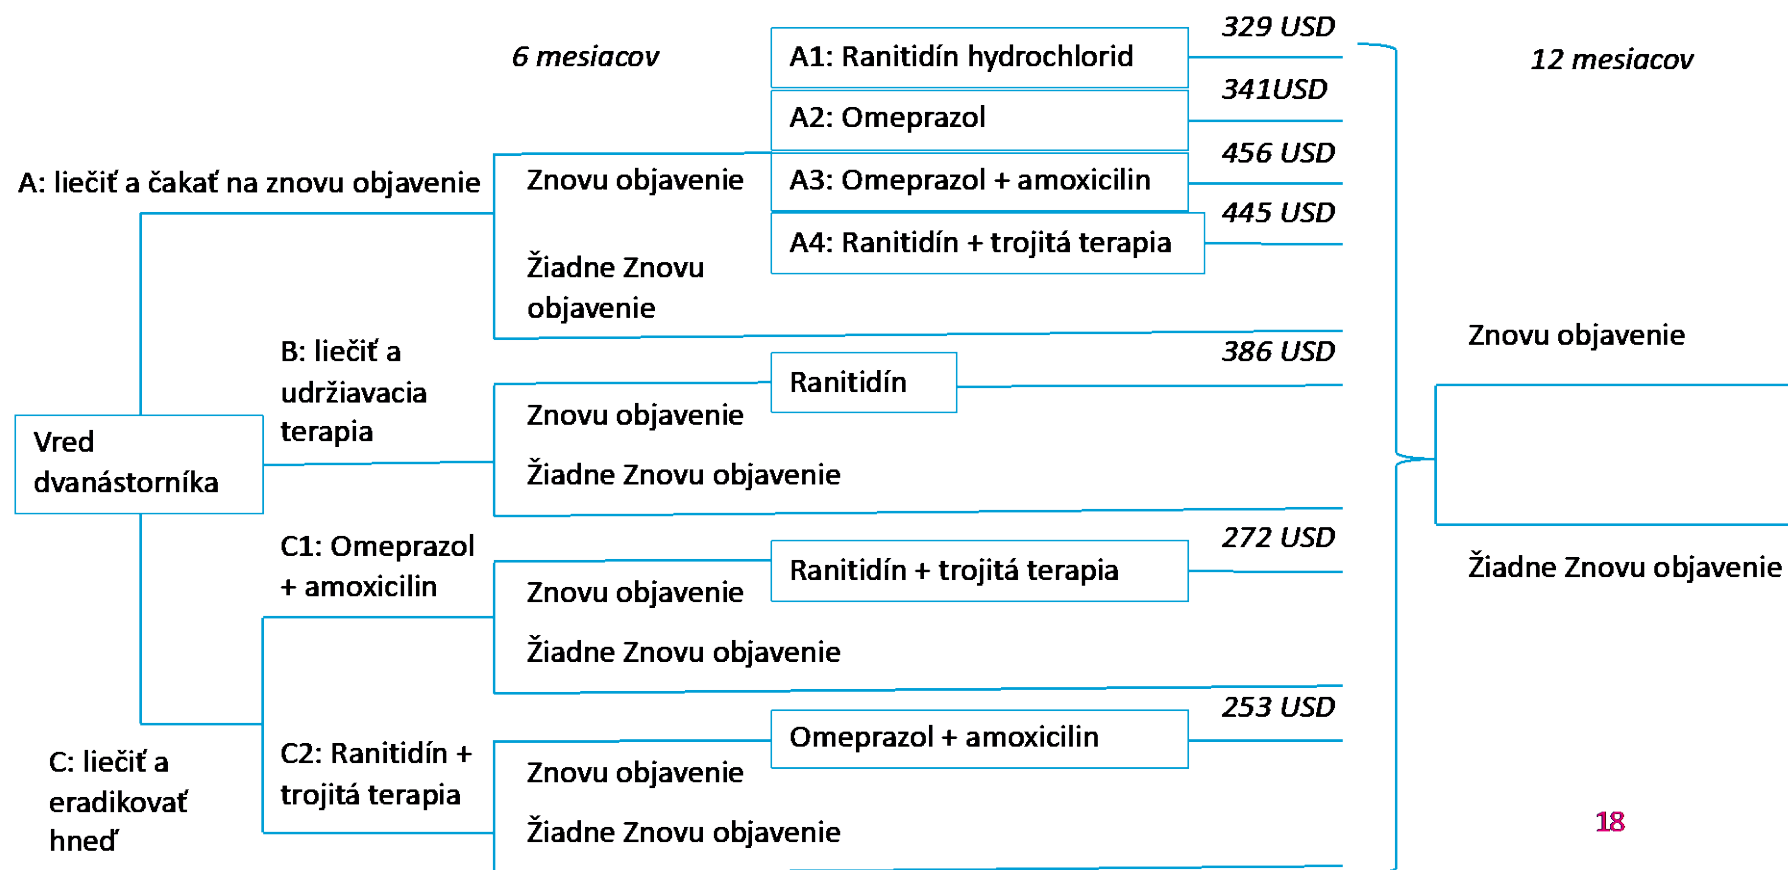 6 mesiacov
12 mesiacov
A: liečiť a čakať na znovu objavenie
Znovu objavenie
A1: Ranitidín hydrochlorid
329 USD
A2: Omeprazol
341USD
A3: Omeprazol + amoxicilin
456 USD
A4: Ranitidín + trojitá terapia
445 USD
Žiadne Znovu
objavenie
Vred
dvanástorníka
B: liečiť a
udržiavacia
terapia
Znovu objavenie
Ranitidín
386 USD
Žiadne Znovu objavenie
C: liečiť a
eradikovať
hneď
C1: Omeprazol
+ amoxicilin
Znovu objavenie
Ranitidín + trojitá terapia
272 USD
Žiadne Znovu objavenie
C2: Ranitidín +
trojitá terapia
Znovu objavenie
Omeprazol + amoxicilin
253 USD
Žiadne Znovu objavenie
Znovu objavenie
Žiadne Znovu objavenie
18